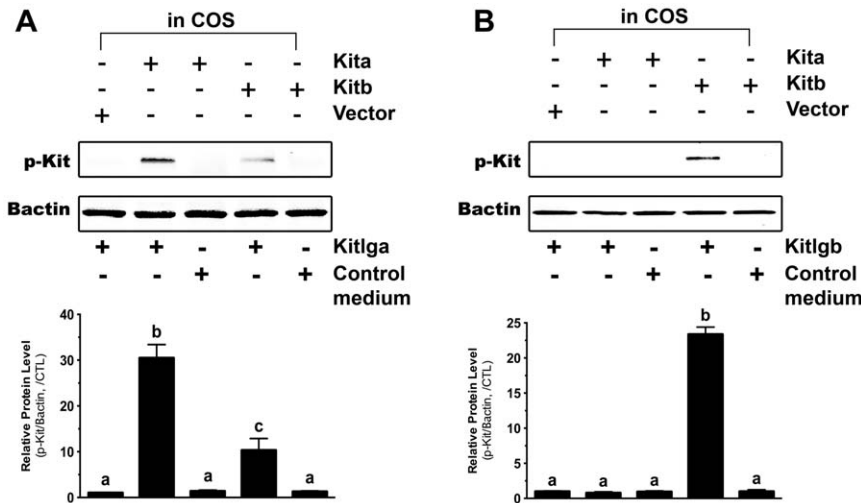 A
in COS
- + + - - Kita
- - - + + Kitb
+ - - - - Vector
p-Kit
Bactin
+ + - + - Kitlga
- - + - + Control
medium
Relative Protein Level
(p-Kit/Bactin, /CTL)
40
30
20
10
0
a b a c a
B
in COS
- + + - - Kita
- - - + + Kitb
+ - - - - Vector
p-Kit
Bactin
+ + - + - Kitlgb
- - + - + Control
medium
Relative Protein Level
(p-Kit/Bactin, /CTL)
25
20
15
10
5
0
a a a b a